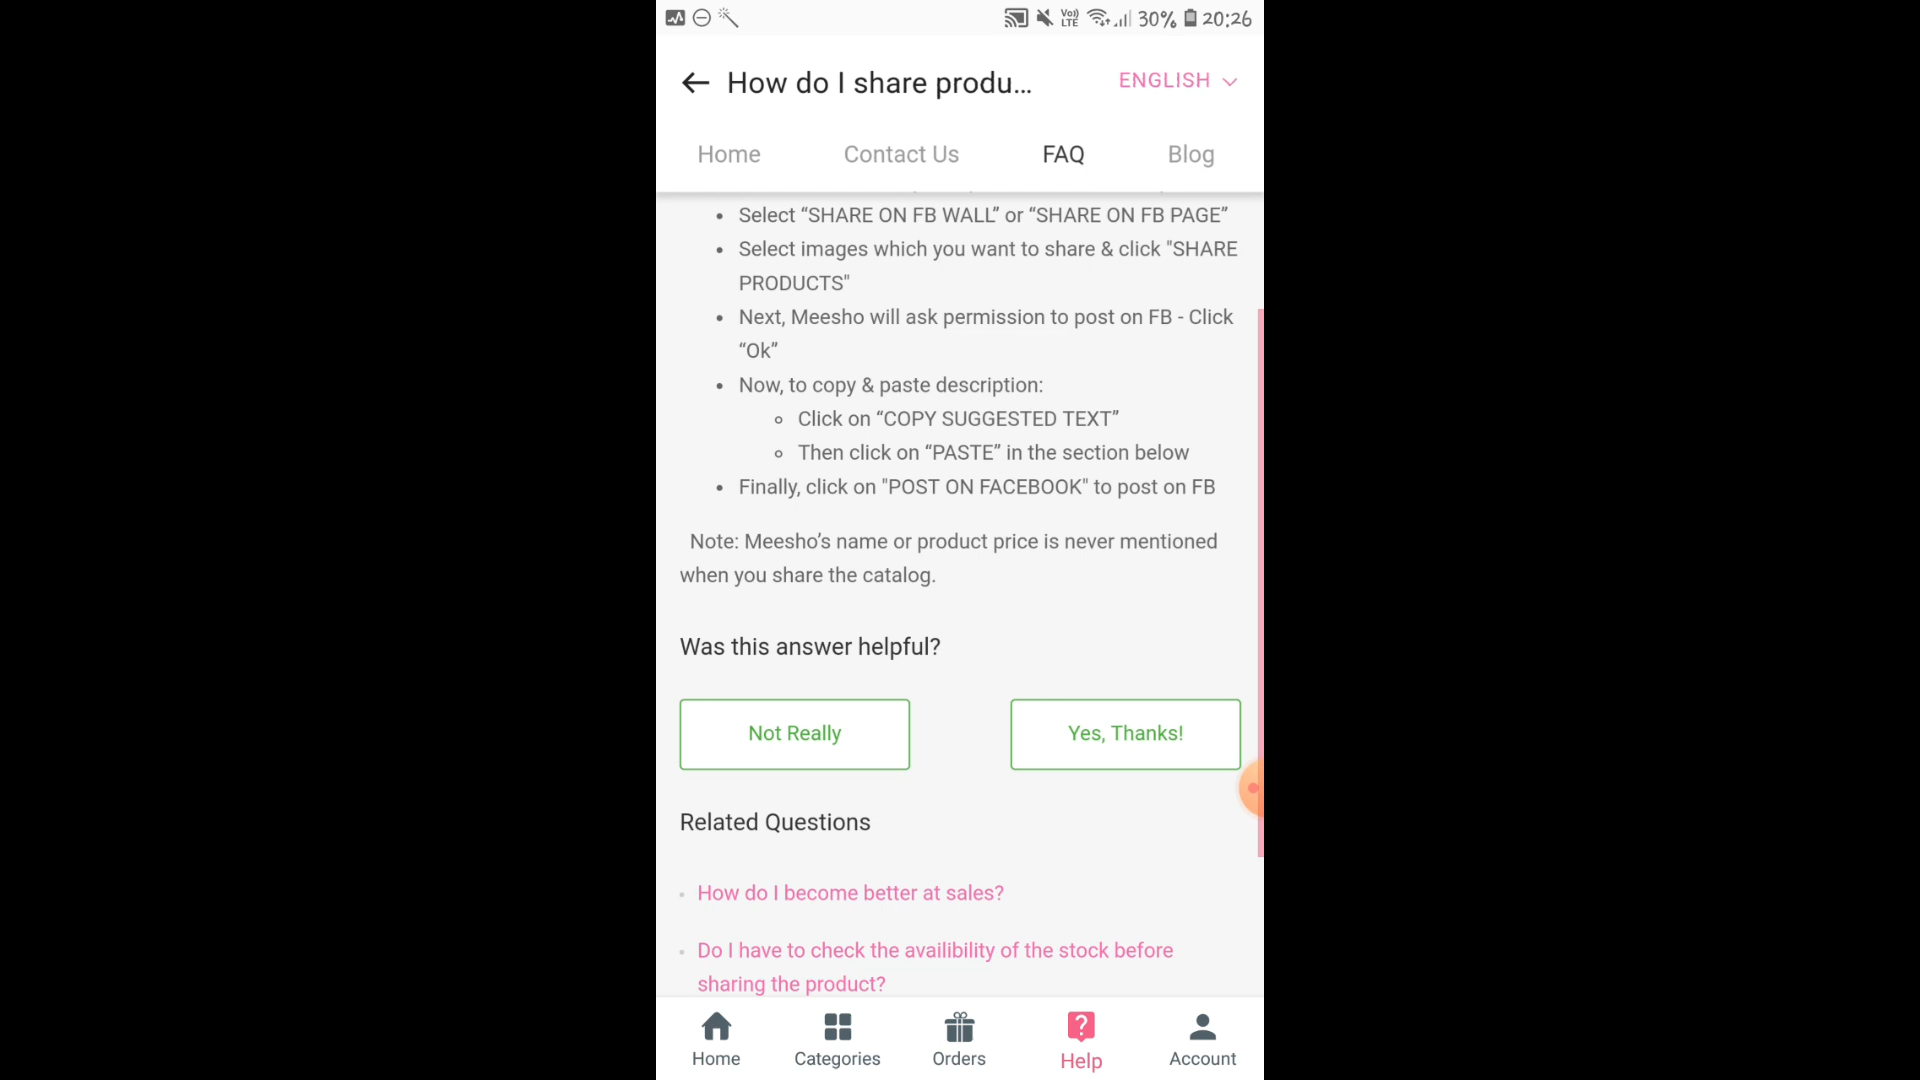 Vo))
LTE
30%
20:26
How do I share produ...
ENGLISH
Home
Contact Us
FAQ
Blog
• Select “SHARE ON FB WALL” or “SHARE ON FB PAGE”
• Select images which you want to share & click "SHARE
PRODUCTS"
• Next, Meesho will ask permission to post on FB - Click
“Ok”
• Now, to copy & paste description:
◦ Click on “COPY SUGGESTED TEXT”
◦ Then click on “PASTE” in the section below
• Finally, click on "POST ON FACEBOOK" to post on FB
Note: Meesho’s name or product price is never mentioned
when you share the catalog.
Was this answer helpful?
Not Really
Yes, Thanks!
Related Questions
• How do I become better at sales?
• Do I have to check the availibility of the stock before
sharing the product?
Home
Categories
Orders
Help
Account